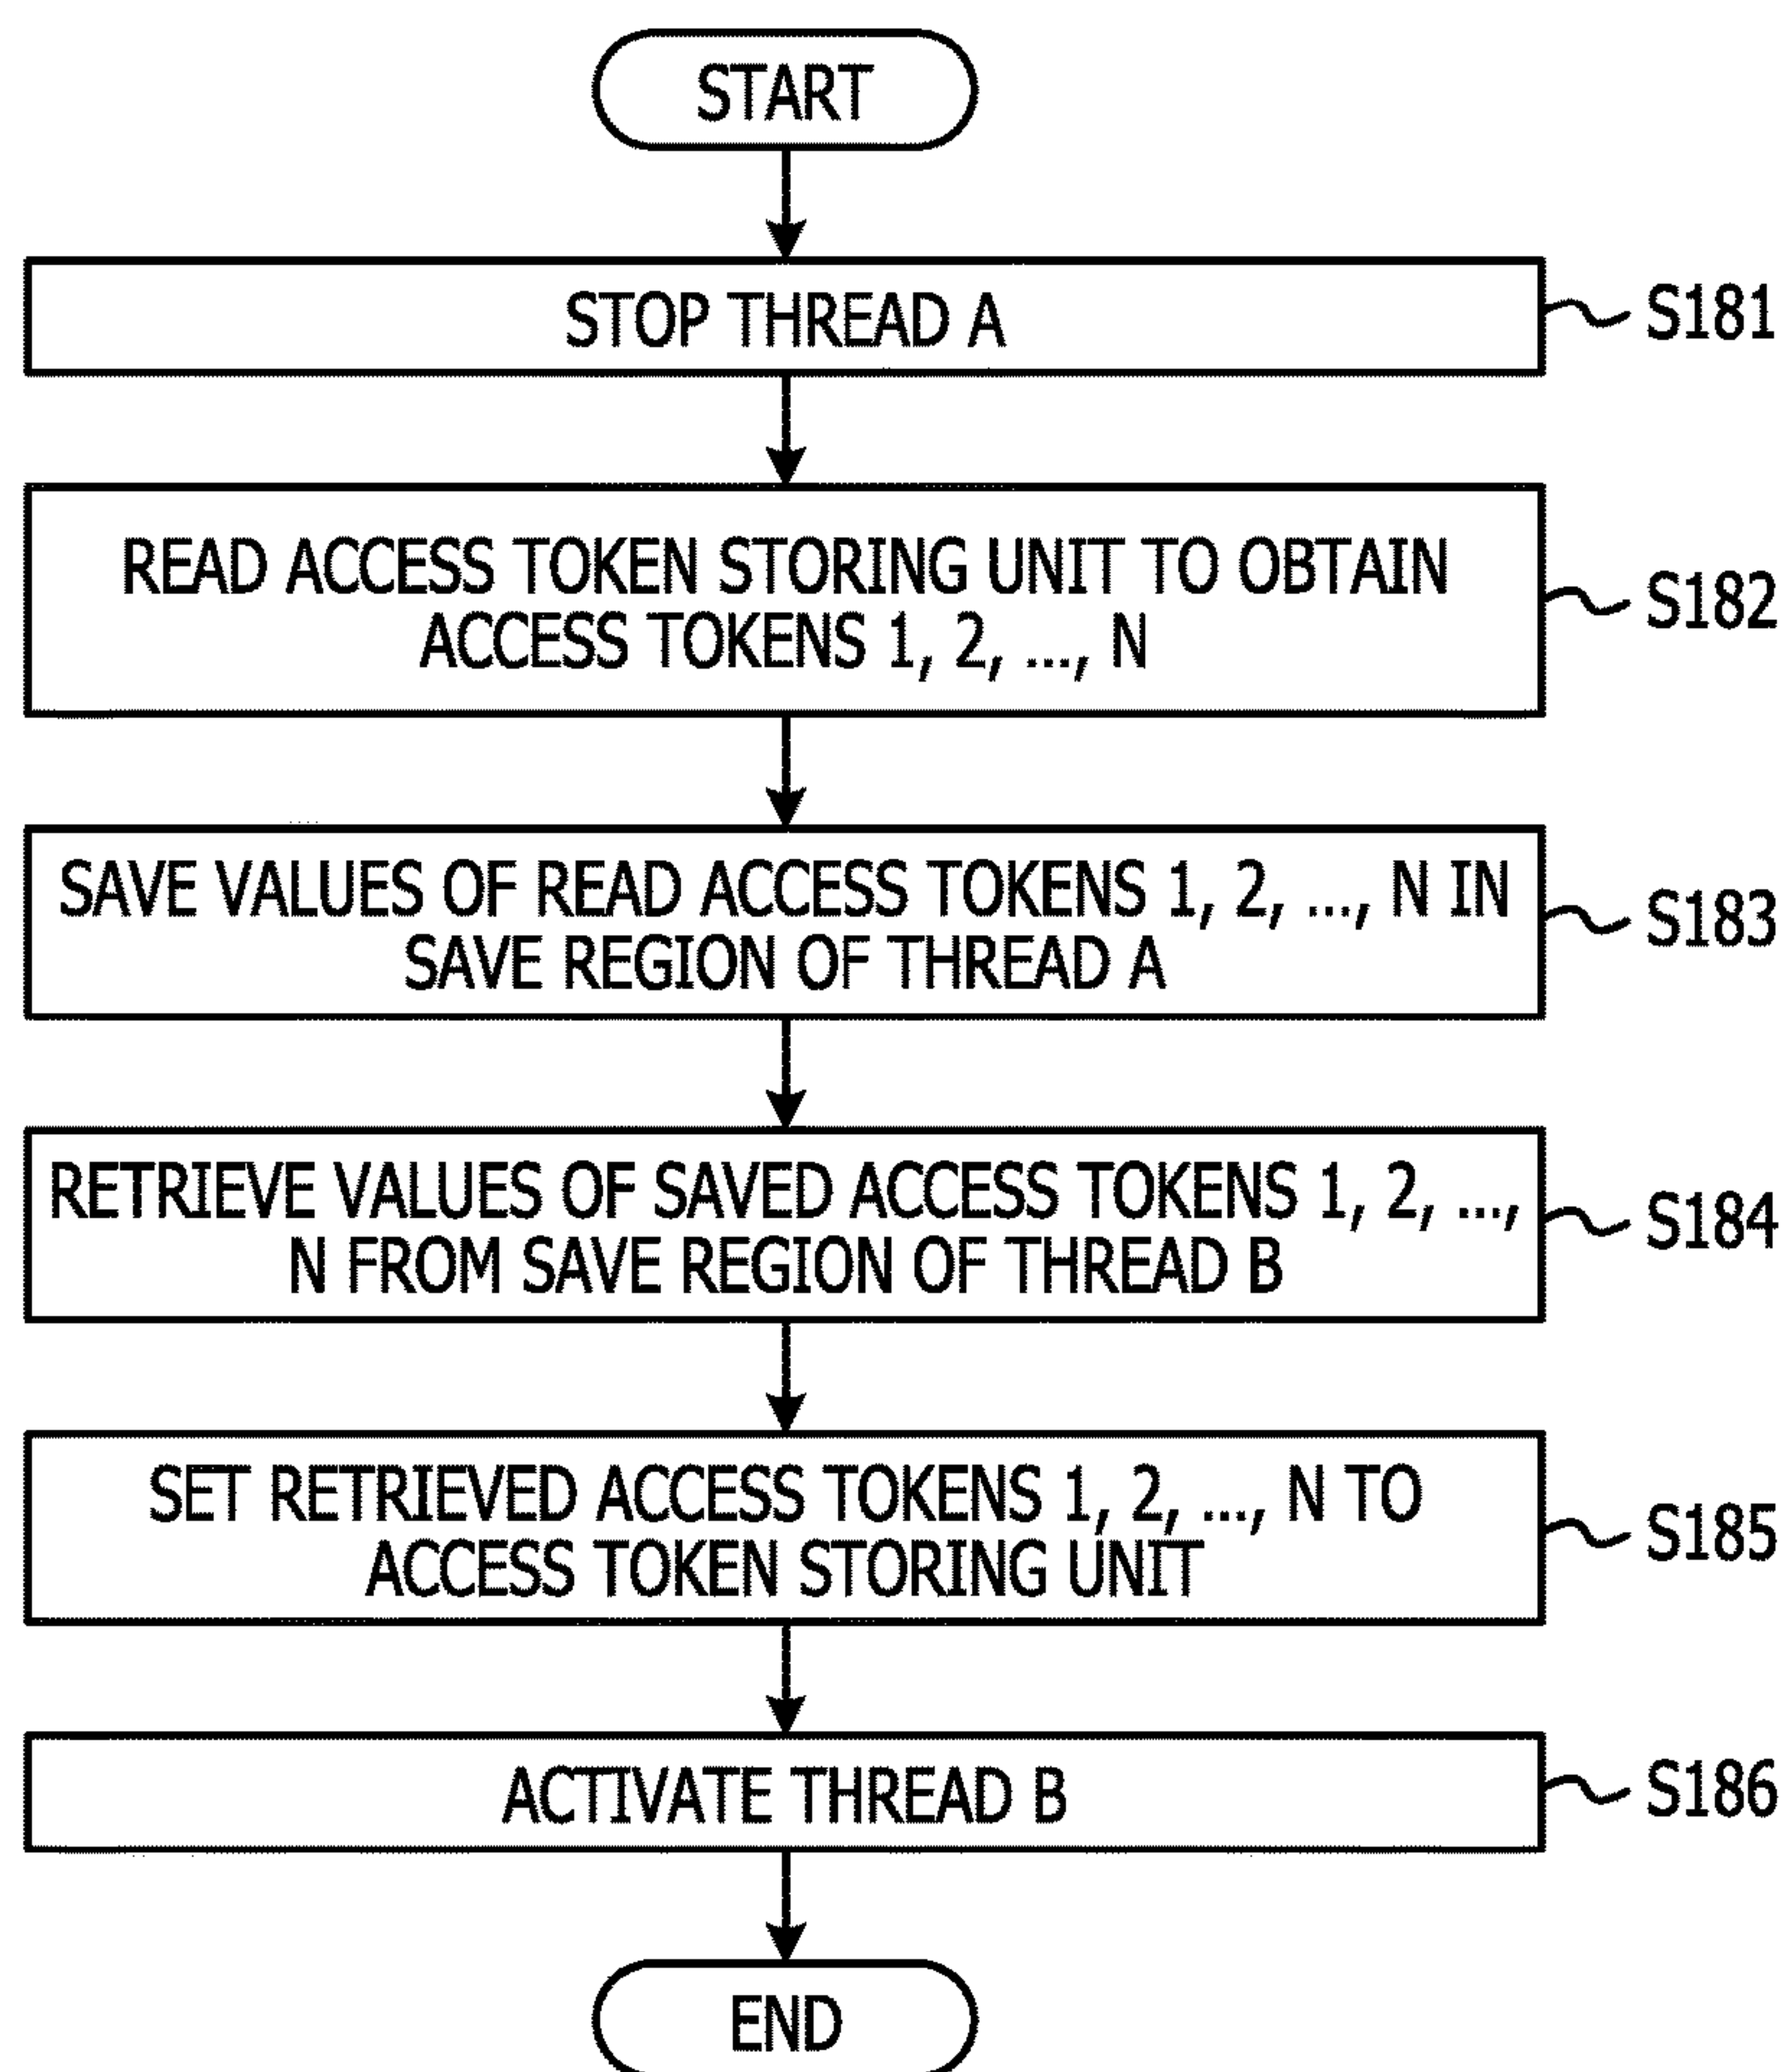 START
STOP THREAD A
S181
READ ACCESS TOKEN STORING UNIT TO OBTAIN
ACCESS TOKENS 1, 2, ..., N
S182
SAVE VALUES OF READ ACCESS TOKENS 1, 2, ..., N IN
SAVE REGION OF THREAD A
S183
RETRIEVE VALUES OF SAVED ACCESS TOKENS 1, 2, ...,
N FROM SAVE REGION OF THREAD B
S184
SET RETRIEVED ACCESS TOKENS 1, 2, ..., N TO
ACCESS TOKEN STORING UNIT
S185
ACTIVATE THREAD B
S186
END